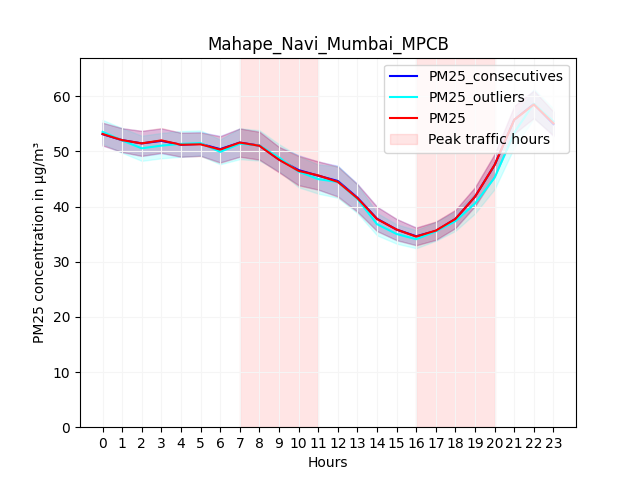 Mahape_Navi_Mumbai_MPCB
PM25_consecutives
PM25_outliers
PM25
Peak traffic hours
PM25 concentration in µg/m³
60
50
40
30
20
10
0
0 1 2 3 4 5 6 7 8 9 10 11 12 13 14 15 16 17 18 19 20 21 22 23
Hours